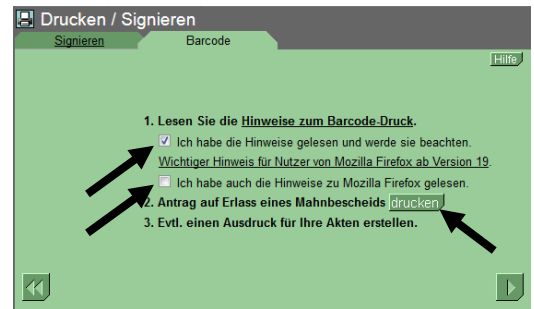 Drucken / Signieren
Signieren Barcode
Hilfe
1. Lesen Sie die Hinweise zum Barcode-Druck.
Ich habe die Hinweise gelesen und werde sie beachten.
Wichtiger Hinweis für Nutzer von Mozilla Firefox ab Version 19.
Ich habe auch die Hinweise zu Mozilla Firefox gelesen.
2. Antrag auf Erlass eines Mahnbescheids drucken
3. Evtl. einen Ausdruck für Ihre Akten erstellen.